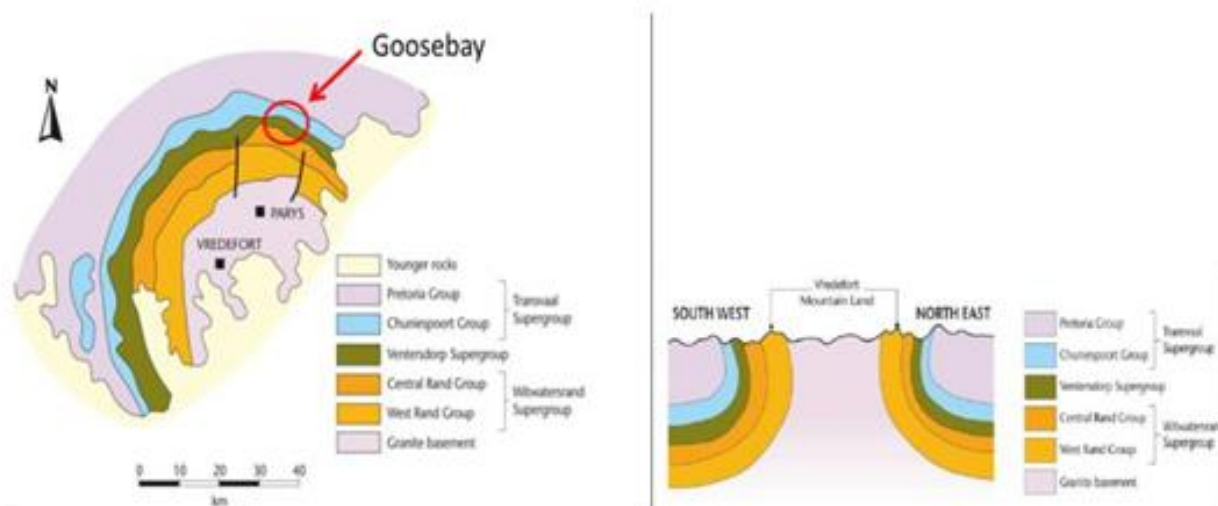 Goosebay
N
PARYS
VREDEFORT
Younger rocks
Pretoria Group
Chuniespoort Group
Transvaal
Supergroup
Ventersdorp Supergroup
Central Rand Group
West Rand Group
Witwatersrand
Supergroup
Granite basement
0 10 20 30 40
km
Vredefort
Mountain Land
SOUTH WEST
NORTH EAST
Pretoria Group
Chuniespoort Group
Transvaal
Supergroup
Ventersdorp Supergroup
Central Rand Group
West Rand Group
Witwatersrand
Supergroup
Granite basement